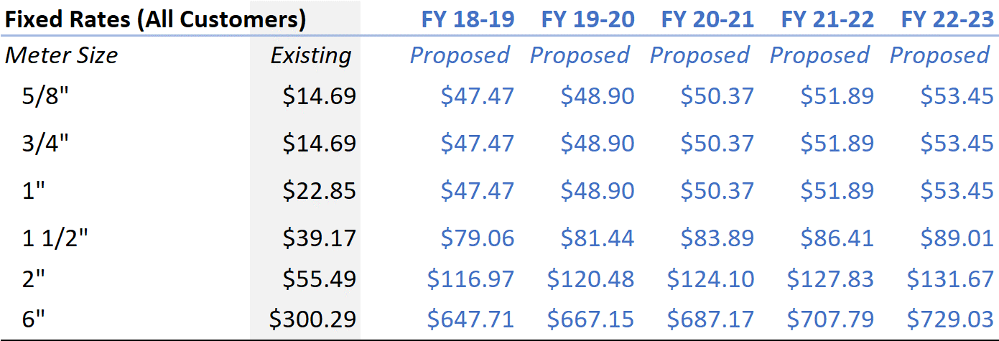 Fixed Rates (All Customers) FY 18-19 FY 19-20 FY 20-21 FY 21-22 FY 22-23
Meter Size Existing Proposed Proposed Proposed Proposed Proposed
5/8" $14.69 $47.47 $48.90 $50.37 $51.89 $53.45
3/4" $14.69 $47.47 $48.90 $50.37 $51.89 $53.45
1" $22.85 $47.47 $48.90 $50.37 $51.89 $53.45
1 1/2" $39.17 $79.06 $81.44 $83.89 $86.41 $89.01
2" $55.49 $116.97 $120.48 $124.10 $127.83 $131.67
6" $300.29 $647.71 $667.15 $687.17 $707.79 $729.03